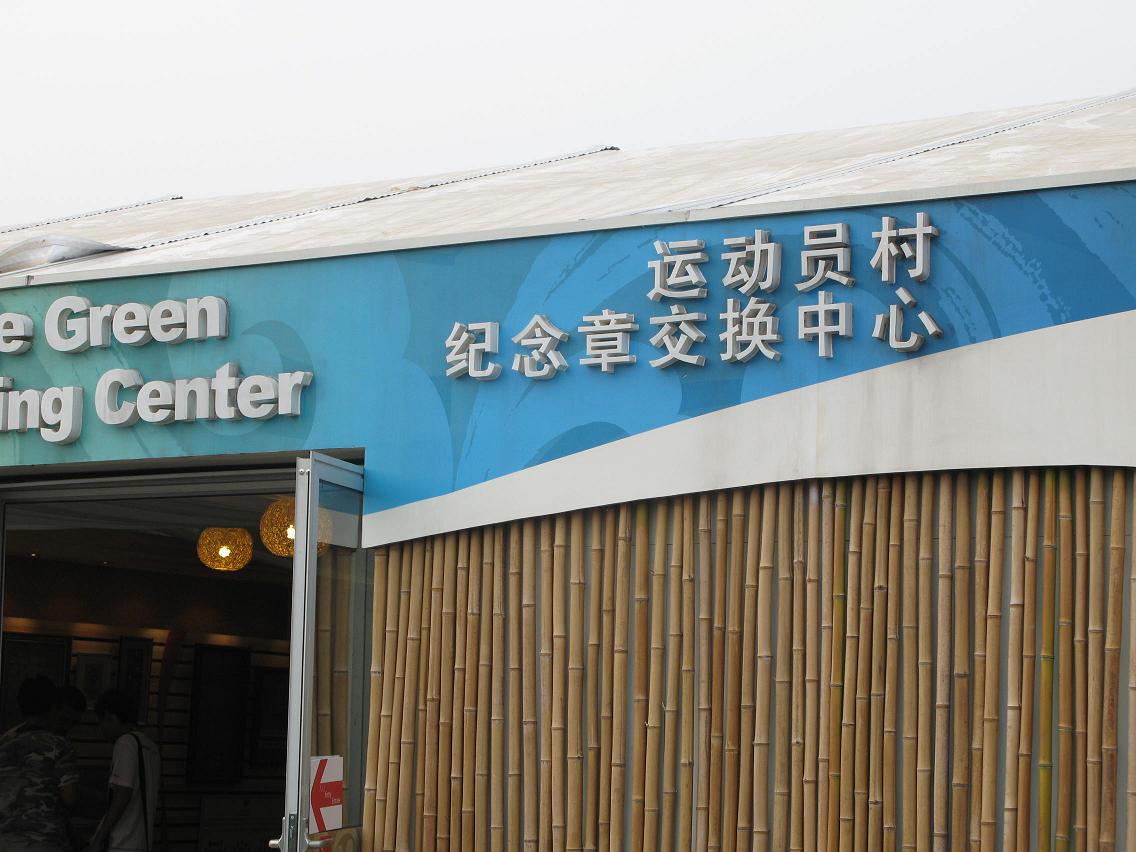 e Green
ing Center
运动员村
纪念章交换中心